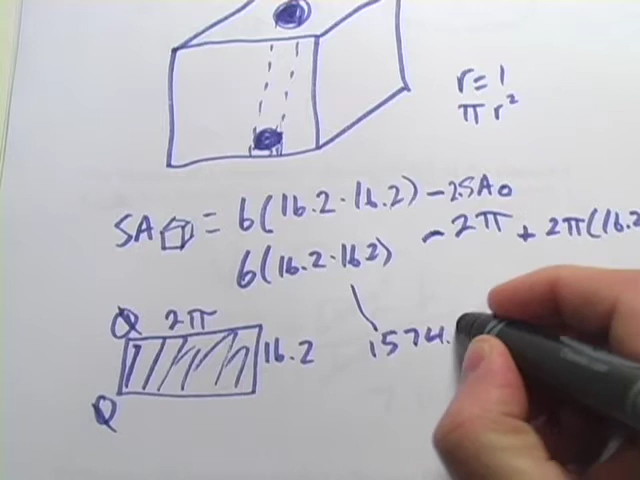 r=1
πr²
SA = 6(16.2·16.2) -2SAo
6(16.2·16.2) - 2π + 2π(16.2
2π
16.2
1574.